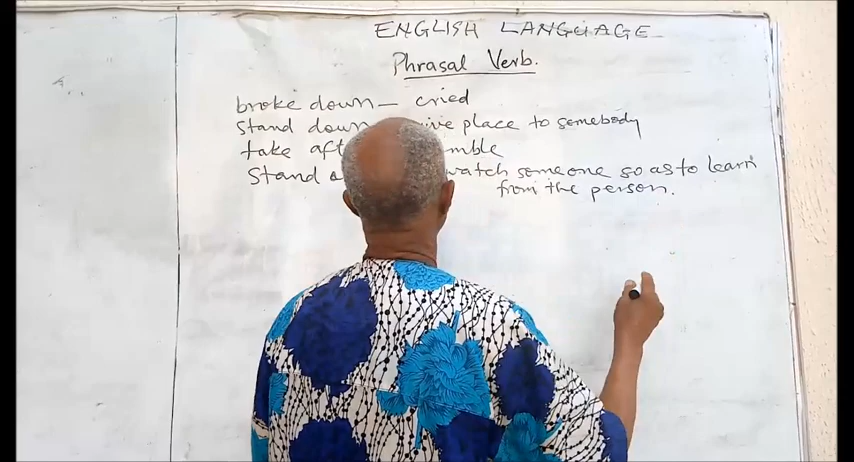 ENGLISH LANGUAGE
Phrasal Verb.
broke down — cried
stand down give place to somebody
take aft mble
Stand a watch someone so as to learn
from the person.